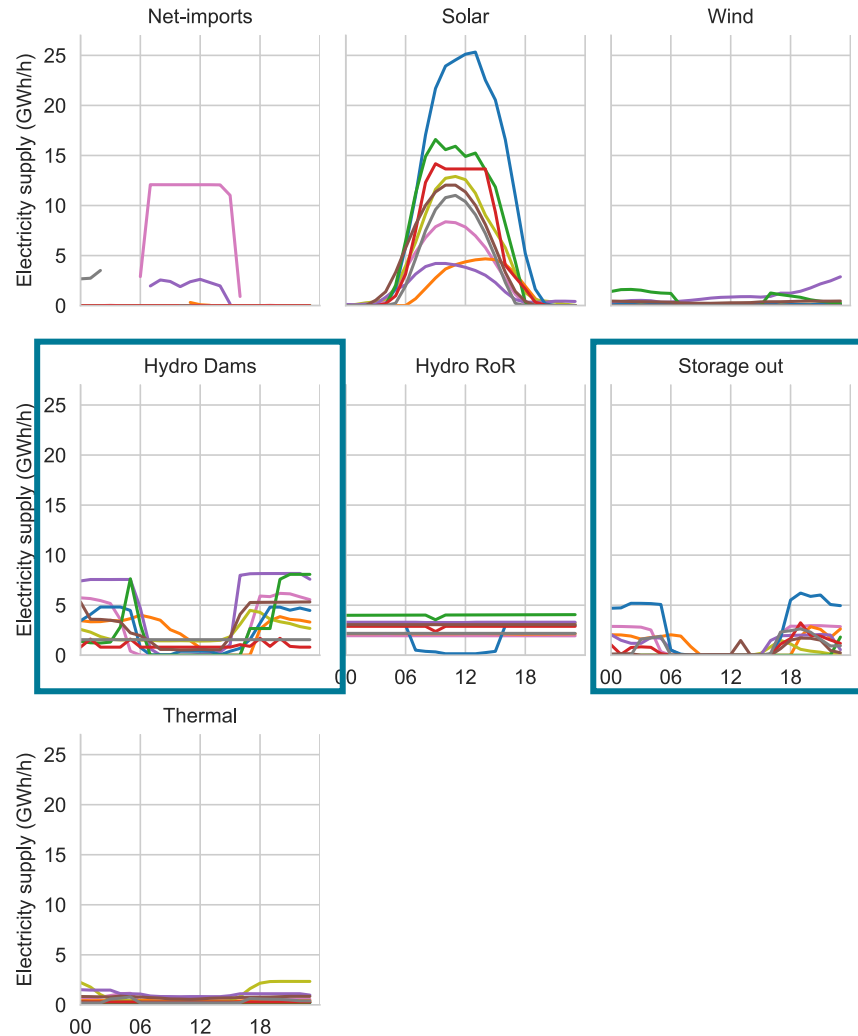 Net-imports Solar Wind
Electricity supply (GWh/h)
25
20
15
10
5
0
Hydro Dams Hydro RoR Storage out
Electricity supply (GWh/h)
25
20
15
10
5
0
00 06 12 18 00 06 12 18
Thermal
Electricity supply (GWh/h)
25
20
15
10
5
0
00 06 12 18